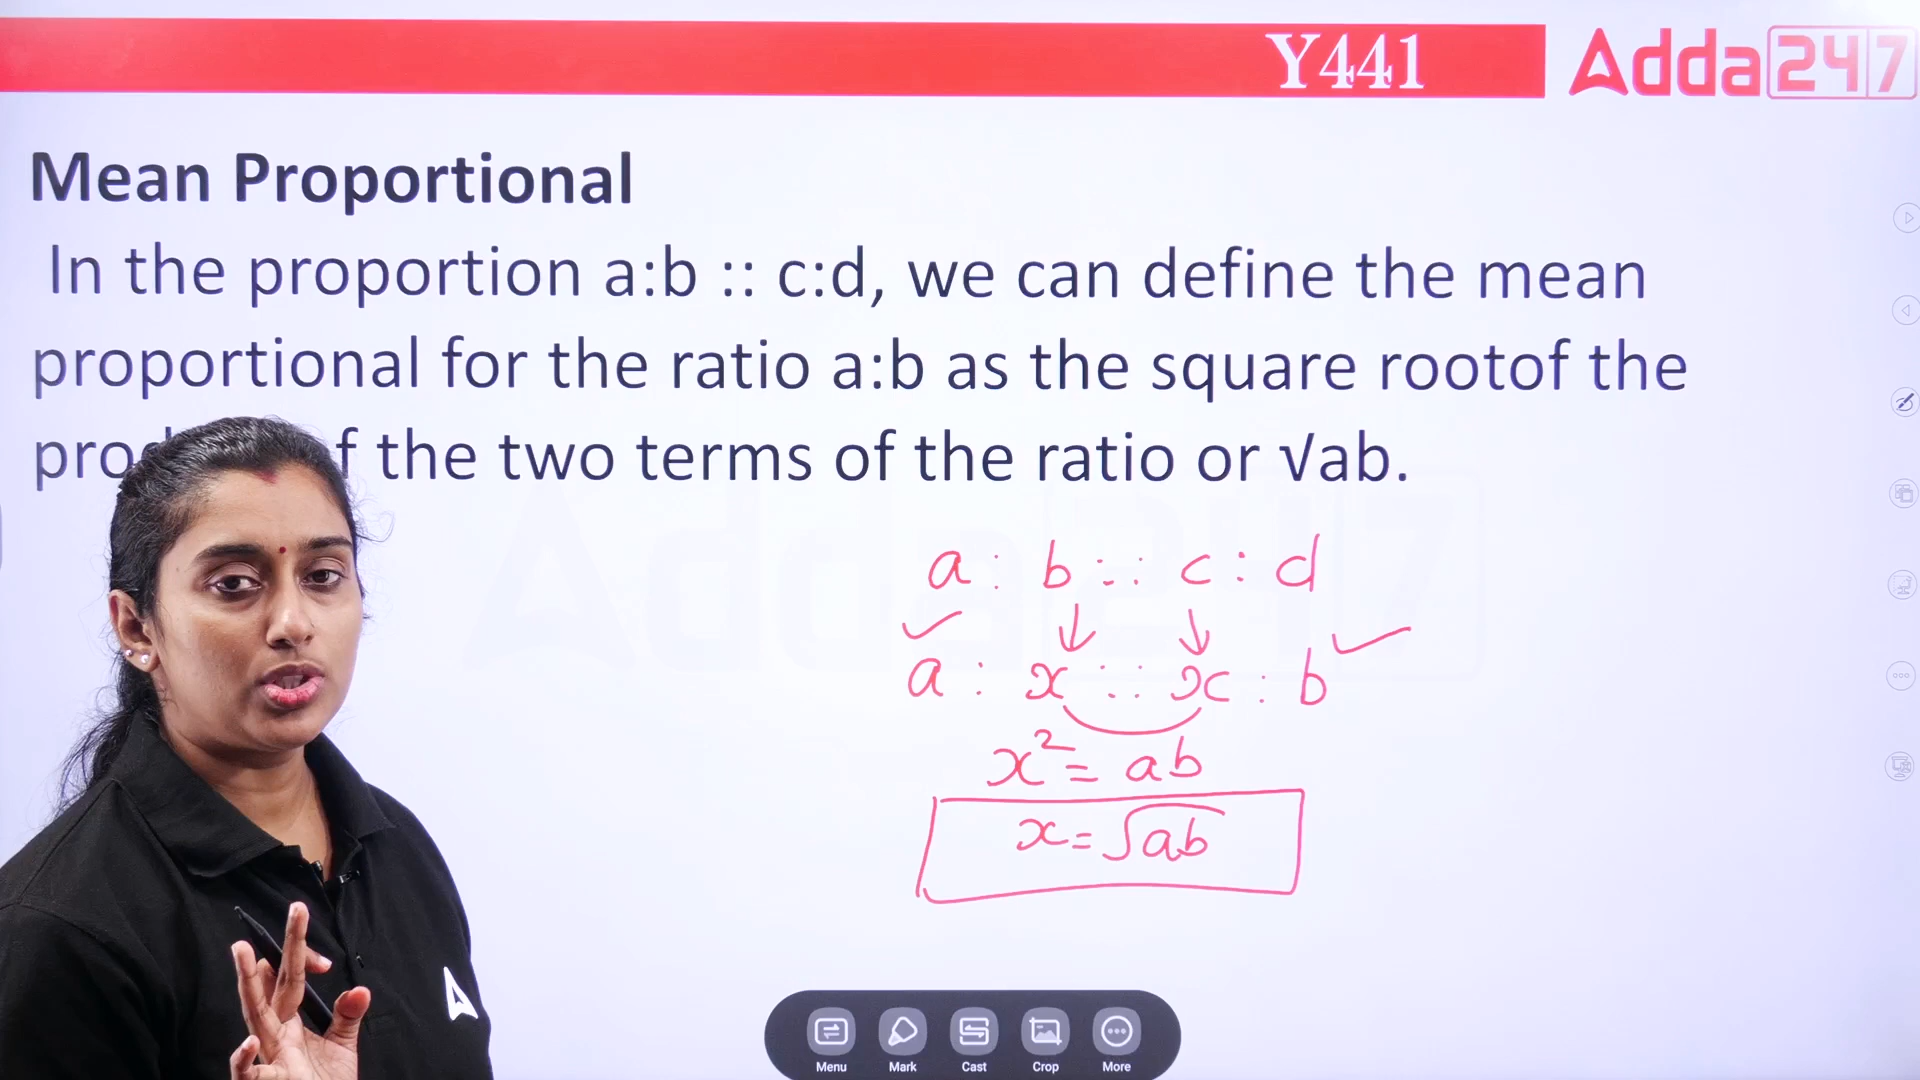 Y441 Adda247
Mean Proportional
In the proportion a:b :: c:d, we can define the mean
proportional for the ratio a:b as the square rootof the
f the two terms of the ratio or √ab.
a : b :: c : d
a : x :: x : b
x² = ab
x = √ab
Menu Mark Cast Crop More